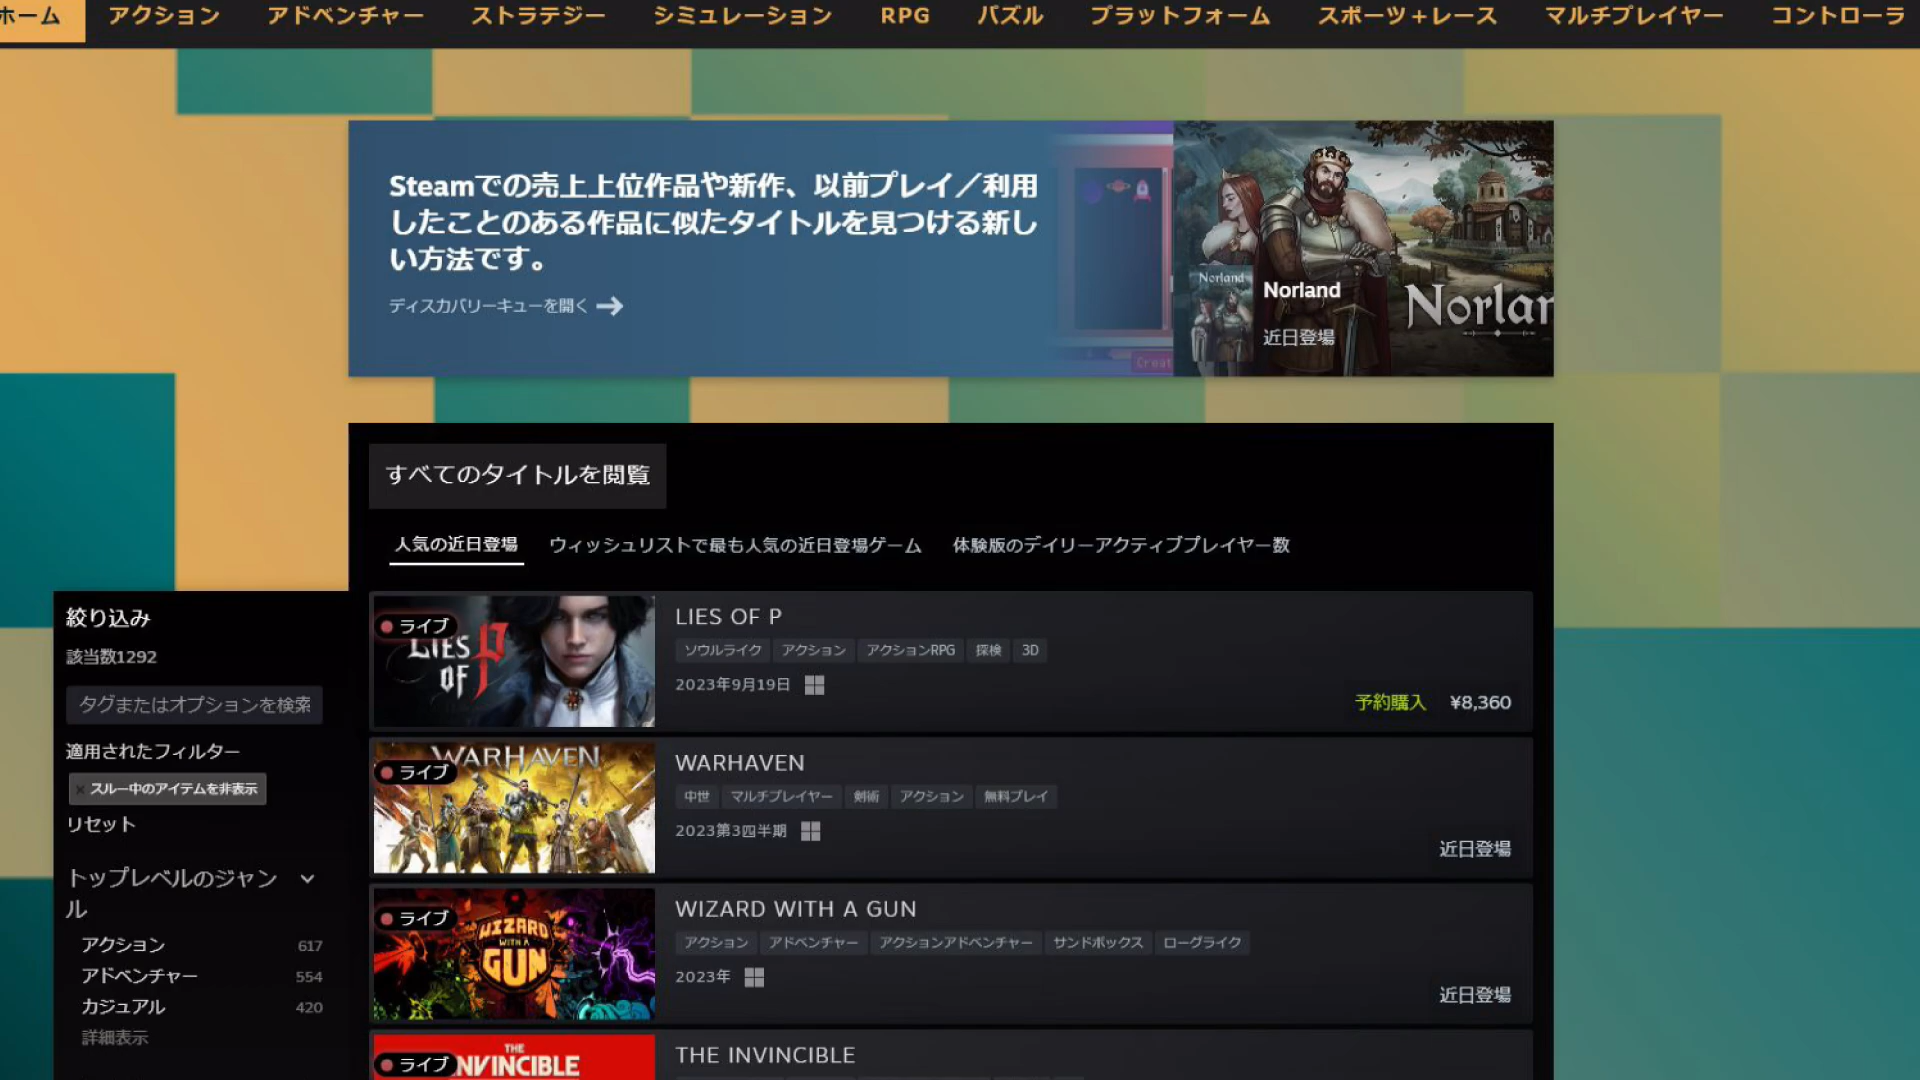 ホーム アクション アドベンチャー ストラテジー シミュレーション RPG パズル プラットフォーム スポーツ＋レース マルチプレイヤー コントローラ
Steamでの売上上位作品や新作、以前プレイ／利用
したことのある作品に似たタイトルを見つける新し
い方法です。
ディスカバリーキューを開く
Creat
Norland
Norland
近日登場
Norlan
すべてのタイトルを閲覧
人気の近日登場 ウィッシュリストで最も人気の近日登場ゲーム 体験版のデイリーアクティブプレイヤー数
絞り込み
該当数1292
タグまたはオプションを検索
適用されたフィルター
× スルー中のアイテムを非表示
リセット
トップレベルのジャン
ル
アクション 617
アドベンチャー 554
カジュアル 420
詳細表示
ライブ
LIES
OF P
LIES OF P
ソウルライク アクション アクションRPG 探検 3D
2023年9月19日
予約購入 ¥8,360
WARHAVEN
ライブ
WARHAVEN
中世 マルチプレイヤー 剣術 アクション 無料プレイ
2023第3四半期
近日登場
ライブ
WIZARD
WITH A
GUN
WIZARD WITH A GUN
アクション アドベンチャー アクションアドベンチャー サンドボックス ローグライク
2023年
近日登場
ライブ
THE
INVINCIBLE
THE INVINCIBLE